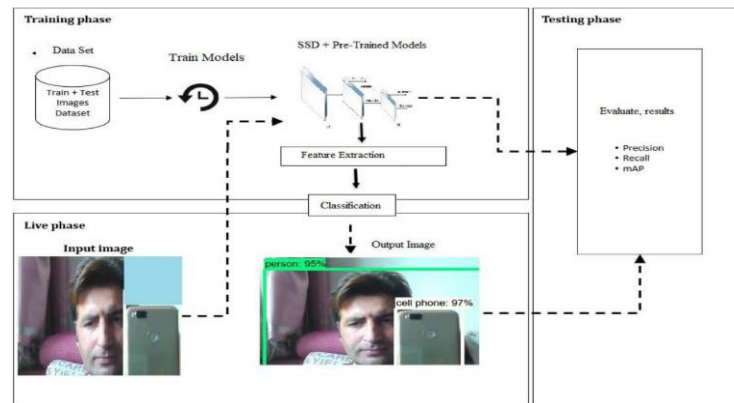 Training phase
Testing phase
• Data Set
Train Models
SSD + Pre-Trained Models
Train + Test
Images
Dataset
Feature Extraction
Classification
Evaluate, results
• Precision
• Recall
• mAP
Live phase
Input image
Output Image
person: 95%
cell phone: 97%